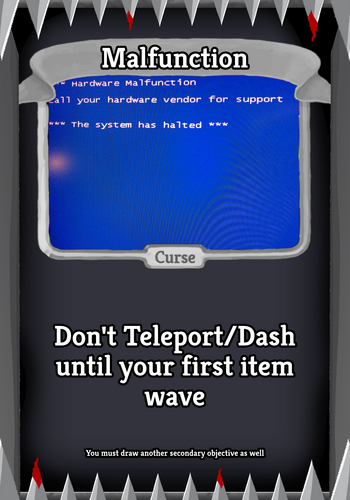 Malfunction
*** Hardware Malfunction
Call your hardware vendor for support
*** The system has halted ***
Curse
Don't Teleport/Dash
until your first item
wave
You must draw another secondary objective as well